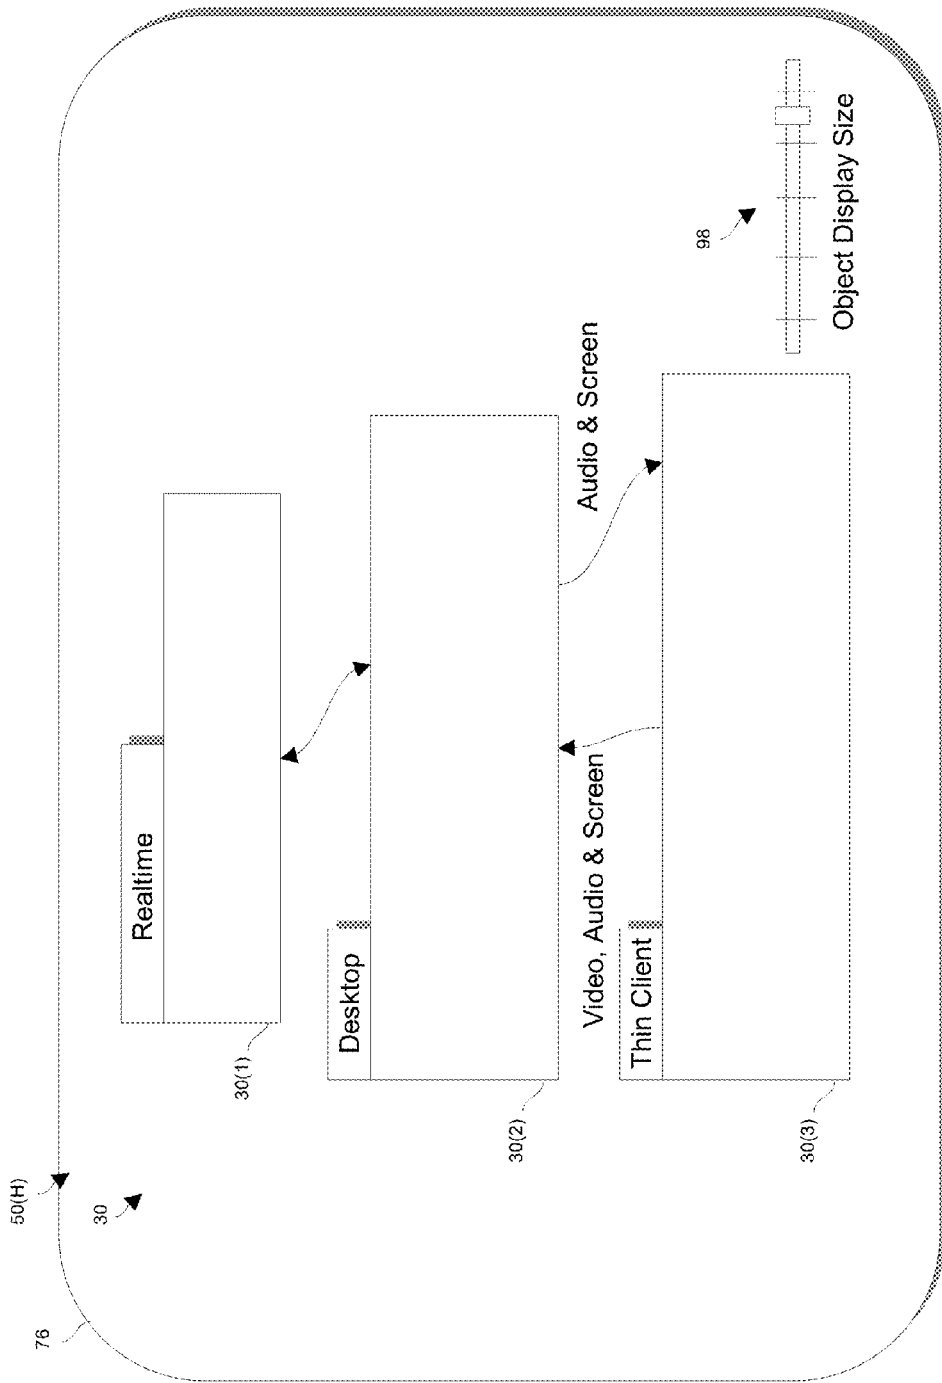 50(H)
30
76
Realtime
30(1)
Desktop
30(2)
Audio & Screen
Video, Audio & Screen
Thin Client
30(3)
98
Object Display Size